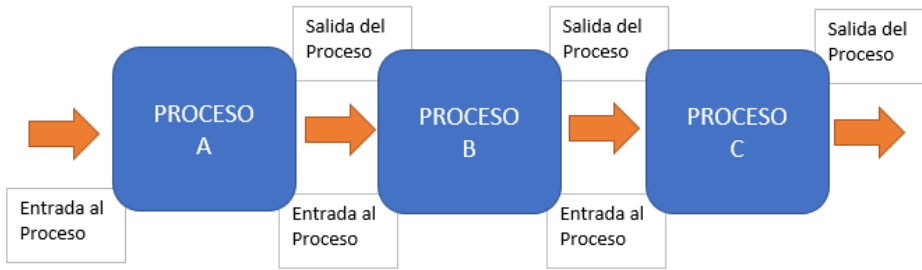 Salida del
Proceso
Salida del
Proceso
Salida del
Proceso
PROCESO
A
PROCESO
B
PROCESO
C
Entrada al
Proceso
Entrada al
Proceso
Entrada al
Proceso